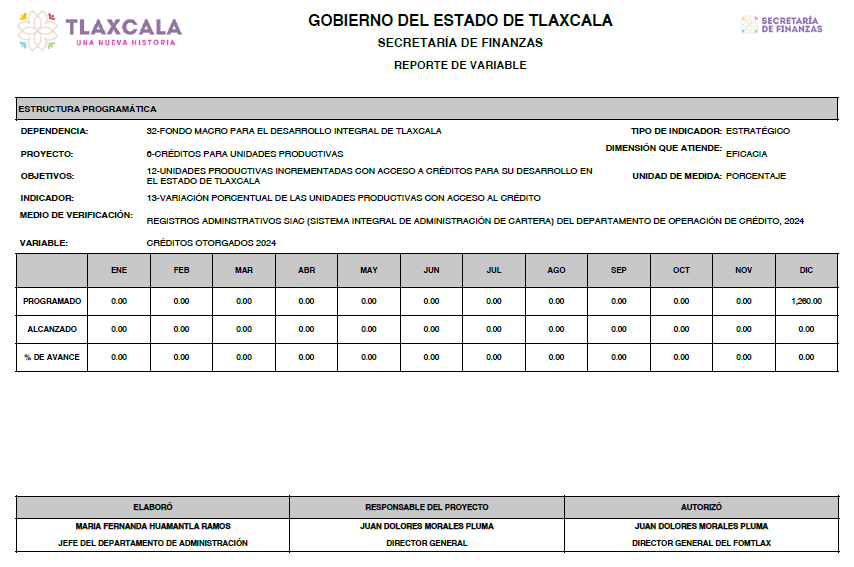 TLAXCALA
UNA NUEVA HISTORIA
GOBIERNO DEL ESTADO DE TLAXCALA
SECRETARÍA DE FINANZAS
REPORTE DE VARIABLE
SECRETARÍA
DE FINANZAS
ESTRUCTURA PROGRAMÁTICA
DEPENDENCIA: 32-FONDO MACRO PARA EL DESARROLLO INTEGRAL DE TLAXCALA TIPO DE INDICADOR: ESTRATÉGICO
PROYECTO: 6-CRÉDITOS PARA UNIDADES PRODUCTIVAS DIMENSIÓN QUE ATIENDE: EFICACIA
OBJETIVOS: 12-UNIDADES PRODUCTIVAS INCREMENTADAS CON ACCESO A CRÉDITOS PARA SU DESARROLLO EN
EL ESTADO DE TLAXCALA UNIDAD DE MEDIDA: PORCENTAJE
INDICADOR: 13-VARIACIÓN PORCENTUAL DE LAS UNIDADES PRODUCTIVAS CON ACCESO AL CRÉDITO
MEDIO DE VERIFICACIÓN: REGISTROS ADMINSTRATIVOS SIAC (SISTEMA INTEGRAL DE ADMINISTRACIÓN DE CARTERA) DEL DEPARTAMENTO DE OPERACIÓN DE CRÉDITO, 2024
VARIABLE: CRÉDITOS OTORGADOS 2024
ENE FEB MAR ABR MAY JUN JUL AGO SEP OCT NOV DIC
PROGRAMADO 0.00 0.00 0.00 0.00 0.00 0.00 0.00 0.00 0.00 0.00 0.00 1,260.00
ALCANZADO 0.00 0.00 0.00 0.00 0.00 0.00 0.00 0.00 0.00 0.00 0.00 0.00
% DE AVANCE 0.00 0.00 0.00 0.00 0.00 0.00 0.00 0.00 0.00 0.00 0.00 0.00
ELABORÓ RESPONSABLE DEL PROYECTO AUTORIZÓ
MARIA FERNANDA HUAMANTLA RAMOS JUAN DOLORES MORALES PLUMA JUAN DOLORES MORALES PLUMA
JEFE DEL DEPARTAMENTO DE ADMINISTRACIÓN DIRECTOR GENERAL DIRECTOR GENERAL DEL FOMTLAX